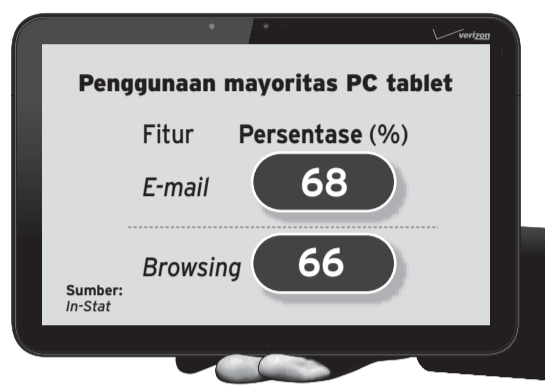 verizon
Penggunaan mayoritas PC tablet
Fitur Persentase (%)
E-mail 68
Browsing 66
Sumber:
In-Stat